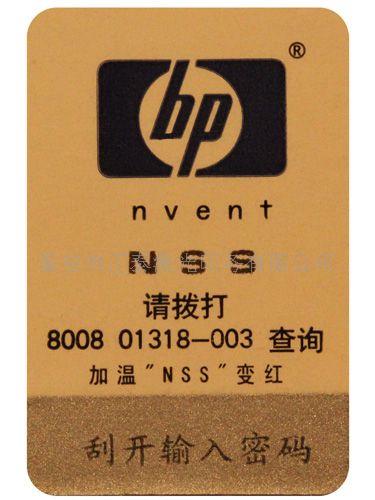 hp
®
nvent
NSS
请拨打
8008 01318-003 查询
加温"NSS"变红
刮开输入密码